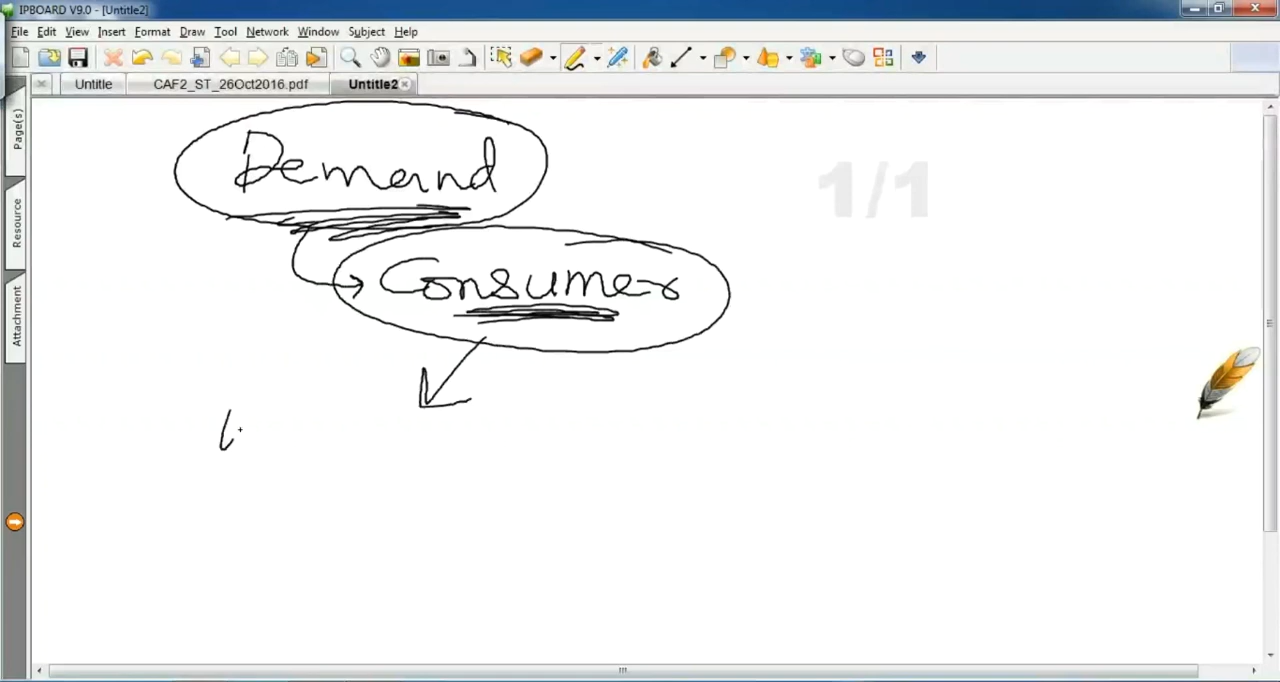 IPBOARD V9.0 - [Untitle2]
File Edit View Insert Format Draw Tool Network Window Subject Help
Untitle CAF2_ST_26Oct2016.pdf Untitle2
Page(s)
Resource
Attachment
1/1
Demand
Consumer